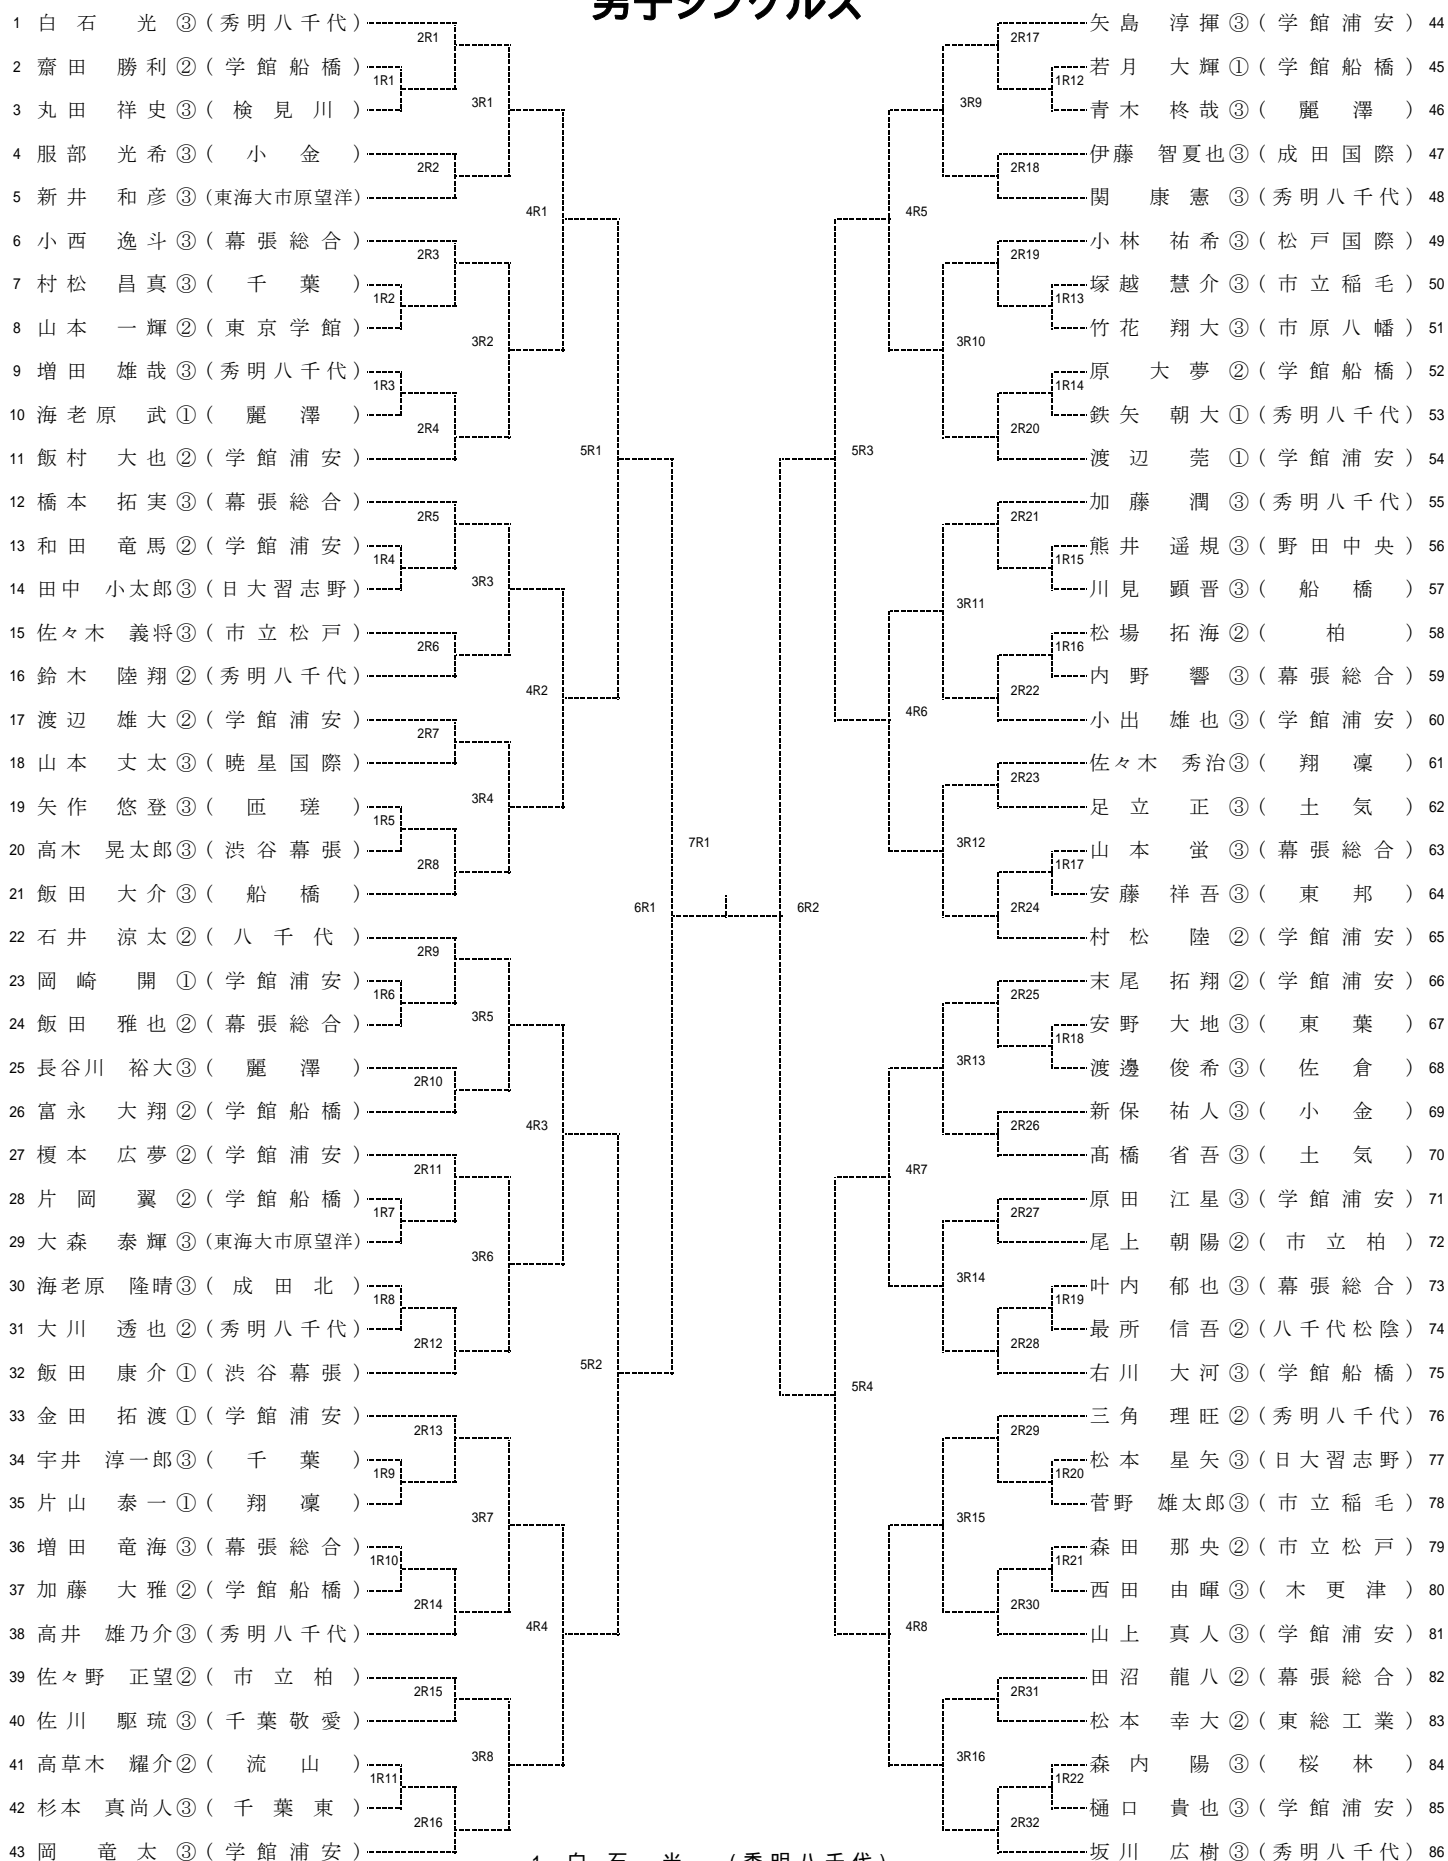 男子シングルス
1 白石 光③(秀明八千代)
2 齋田 勝利②(学館船橋)
3 丸田 祥史③(検見川)
4 服部 光希③(小金)
5 新井 和彦③(東海大市原望洋)
6 小西 逸斗③(幕張総合)
7 村松 昌真③(千葉)
8 山本 一輝②(東京学館)
9 増田 雄哉③(秀明八千代)
10 海老原 武①(麗澤)
11 飯村 大也②(学館浦安)
12 橋本 拓実③(幕張総合)
13 和田 竜馬②(学館浦安)
14 田中 小太郎③(日大習志野)
15 佐々木 義将③(市立松戸)
16 鈴木 陸翔②(秀明八千代)
17 渡辺 雄大②(学館浦安)
18 山本 丈太③(暁星国際)
19 矢作 悠登③(匝瑳)
20 高木 晃太郎③(渋谷幕張)
21 飯田 大介③(船橋)
22 石井 涼太②(八千代)
23 岡崎 開①(学館浦安)
24 飯田 雅也②(幕張総合)
25 長谷川 裕大③(麗澤)
26 富永 大翔②(学館船橋)
27 榎本 広夢②(学館浦安)
28 片岡 翼②(学館船橋)
29 大森 泰輝③(東海大市原望洋)
30 海老原 隆晴③(成田北)
31 大川 透也②(秀明八千代)
32 飯田 康介①(渋谷幕張)
33 金田 拓渡①(学館浦安)
34 宇井 淳一郎③(千葉)
35 片山 泰一①(翔凜)
36 増田 竜海③(幕張総合)
37 加藤 大雅②(学館船橋)
38 高井 雄乃介③(秀明八千代)
39 佐々野 正望②(市立柏)
40 佐川 駆琉③(千葉敬愛)
41 高草木 耀介②(流山)
42 杉本 真尚人③(千葉東)
43 岡 竜太③(学館浦安)
1R1
1R2
1R3
1R4
1R5
1R6
1R7
1R8
1R9
1R10
1R11
2R1
2R2
2R3
2R4
2R5
2R6
2R7
2R8
2R9
2R10
2R11
2R12
2R13
2R14
2R15
2R16
3R1
3R2
3R3
3R4
3R5
3R6
3R7
3R8
4R1
4R2
4R3
4R4
5R1
5R2
6R1
7R1
6R2
5R3
5R4
4R5
4R6
4R7
4R8
3R9
3R10
3R11
3R12
3R13
3R14
3R15
3R16
2R17
2R18
2R19
2R20
2R21
2R22
2R23
2R24
2R25
2R26
2R27
2R28
2R29
2R30
2R31
2R32
1R12
1R13
1R14
1R15
1R16
1R17
1R18
1R19
1R20
1R21
1R22
矢島 淳揮③(学館浦安) 44
若月 大輝①(学館船橋) 45
青木 柊哉③(麗澤) 46
伊藤 智夏也③(成田国際) 47
関 康憲③(秀明八千代) 48
小林 祐希③(松戸国際) 49
塚越 慧介③(市立稲毛) 50
竹花 翔大③(市原八幡) 51
原 大夢②(学館船橋) 52
鉄矢 朝大①(秀明八千代) 53
渡辺 莞①(学館浦安) 54
加藤 潤③(秀明八千代) 55
熊井 遥規③(野田中央) 56
川見 顕晋③(船橋) 57
松場 拓海②(柏) 58
内野 響③(幕張総合) 59
小出 雄也③(学館浦安) 60
佐々木 秀治③(翔凜) 61
足立 正③(土気) 62
山本 蛍③(幕張総合) 63
安藤 祥吾③(東邦) 64
村松 陸②(学館浦安) 65
末尾 拓翔②(学館浦安) 66
安野 大地③(東葉) 67
渡邊 俊希③(佐倉) 68
新保 祐人③(小金) 69
髙橋 省吾③(土気) 70
原田 江星③(学館浦安) 71
尾上 朝陽②(市立柏) 72
叶内 郁也③(幕張総合) 73
最所 信吾②(八千代松陰) 74
右川 大河③(学館船橋) 75
三角 理旺②(秀明八千代) 76
松本 星矢③(日大習志野) 77
菅野 雄太郎③(市立稲毛) 78
森田 那央②(市立松戸) 79
西田 由暉③(木更津) 80
山上 真人③(学館浦安) 81
田沼 龍八②(幕張総合) 82
松本 幸大②(東総工業) 83
森内 陽③(桜林) 84
樋口 貴也③(学館浦安) 85
坂川 広樹③(秀明八千代) 86
1 白石 光 (秀明八千代)